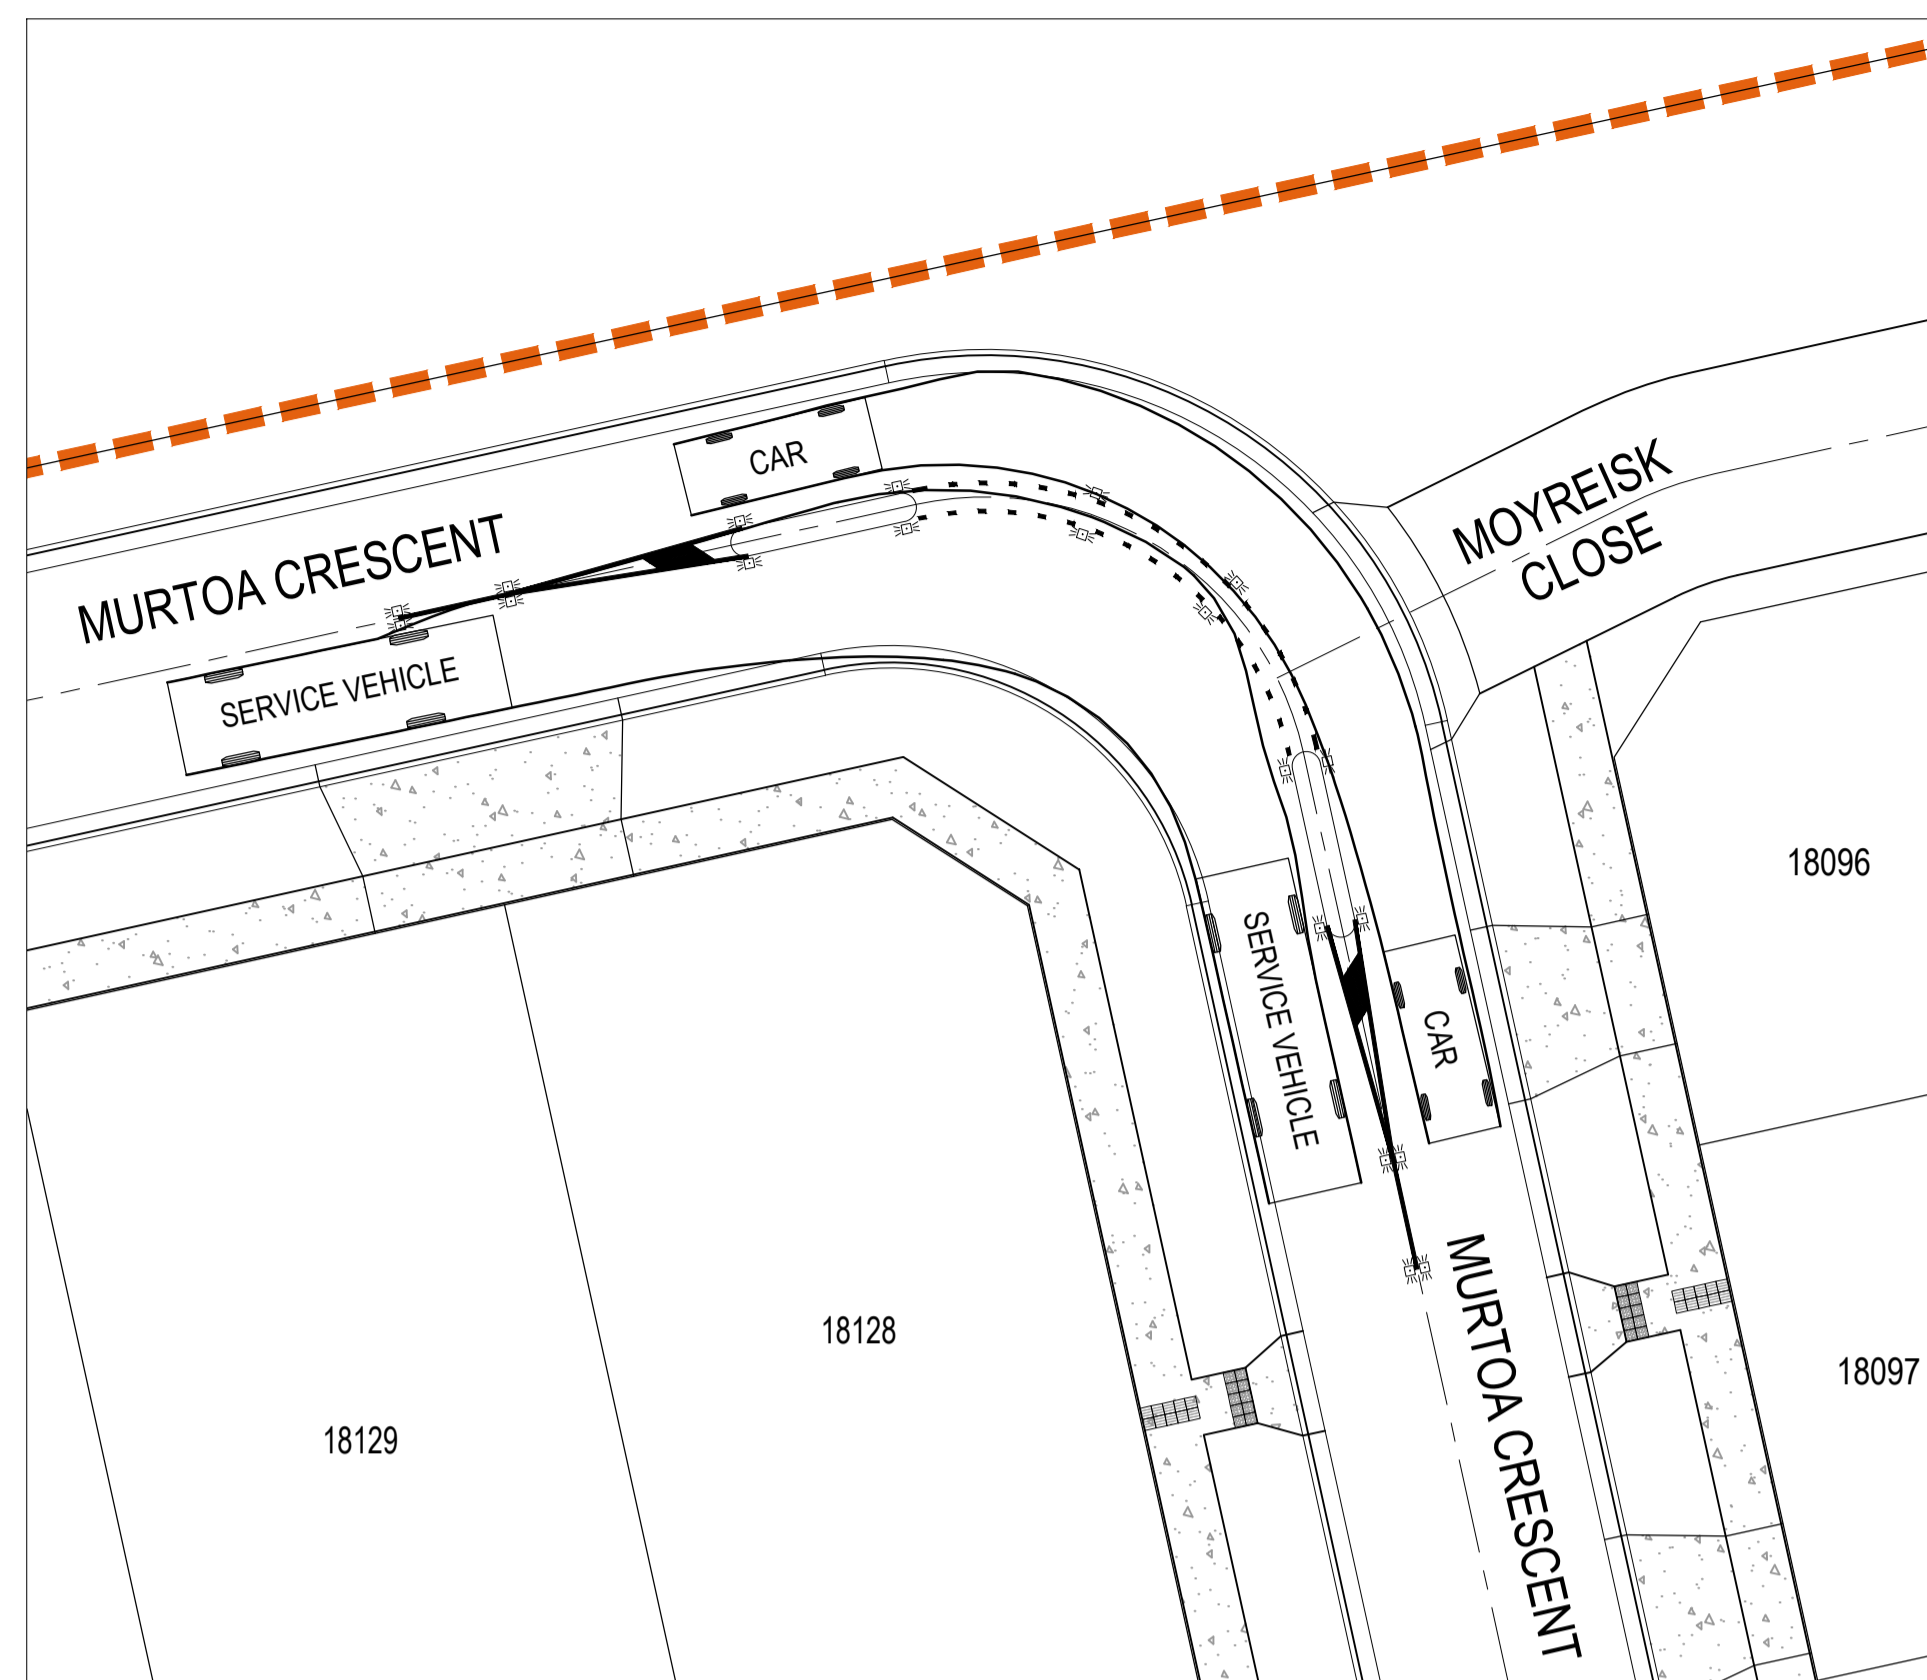 CAR
MURTOA CRESCENT
MOYREISK
CLOSE
SERVICE VEHICLE
18096
SERVICE VEHICLE
CAR
18128
MURTOA CRESCENT
18097
18129